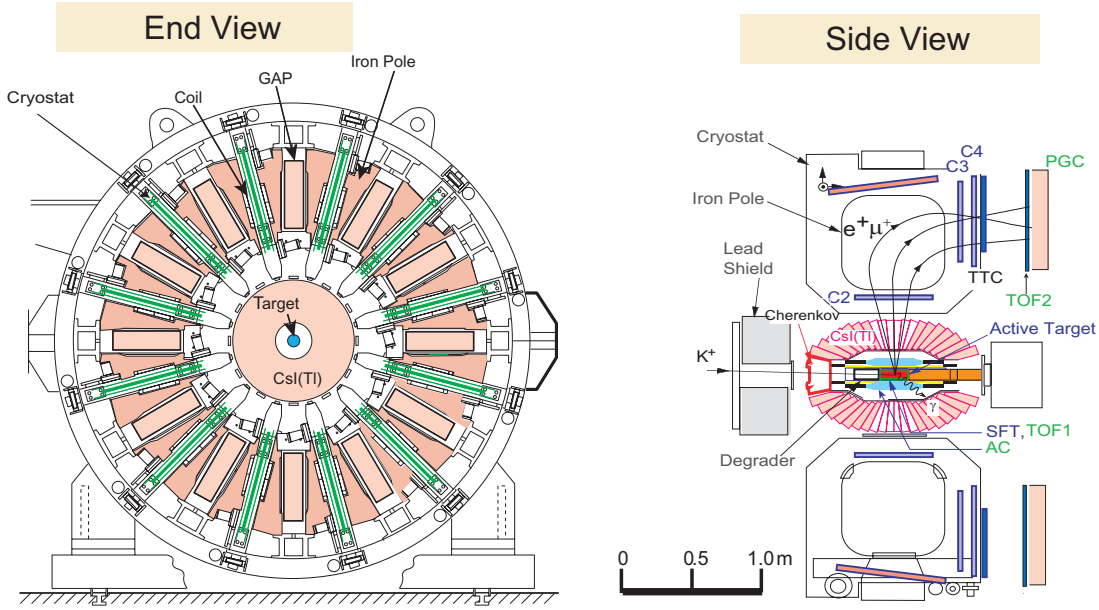 End View
Side View
Cryostat
Coil
GAP
Iron Pole
Target
CsI(Tl)
Cryostat
Iron Pole
Lead
Shield
Cherenkov
K+
Degrader
e+μ+
C2
C3
C4
TTC
PGC
TOF2
CsI(Tl)
Active Target
γ
SFT, TOF1
AC
0 0.5 1.0 m